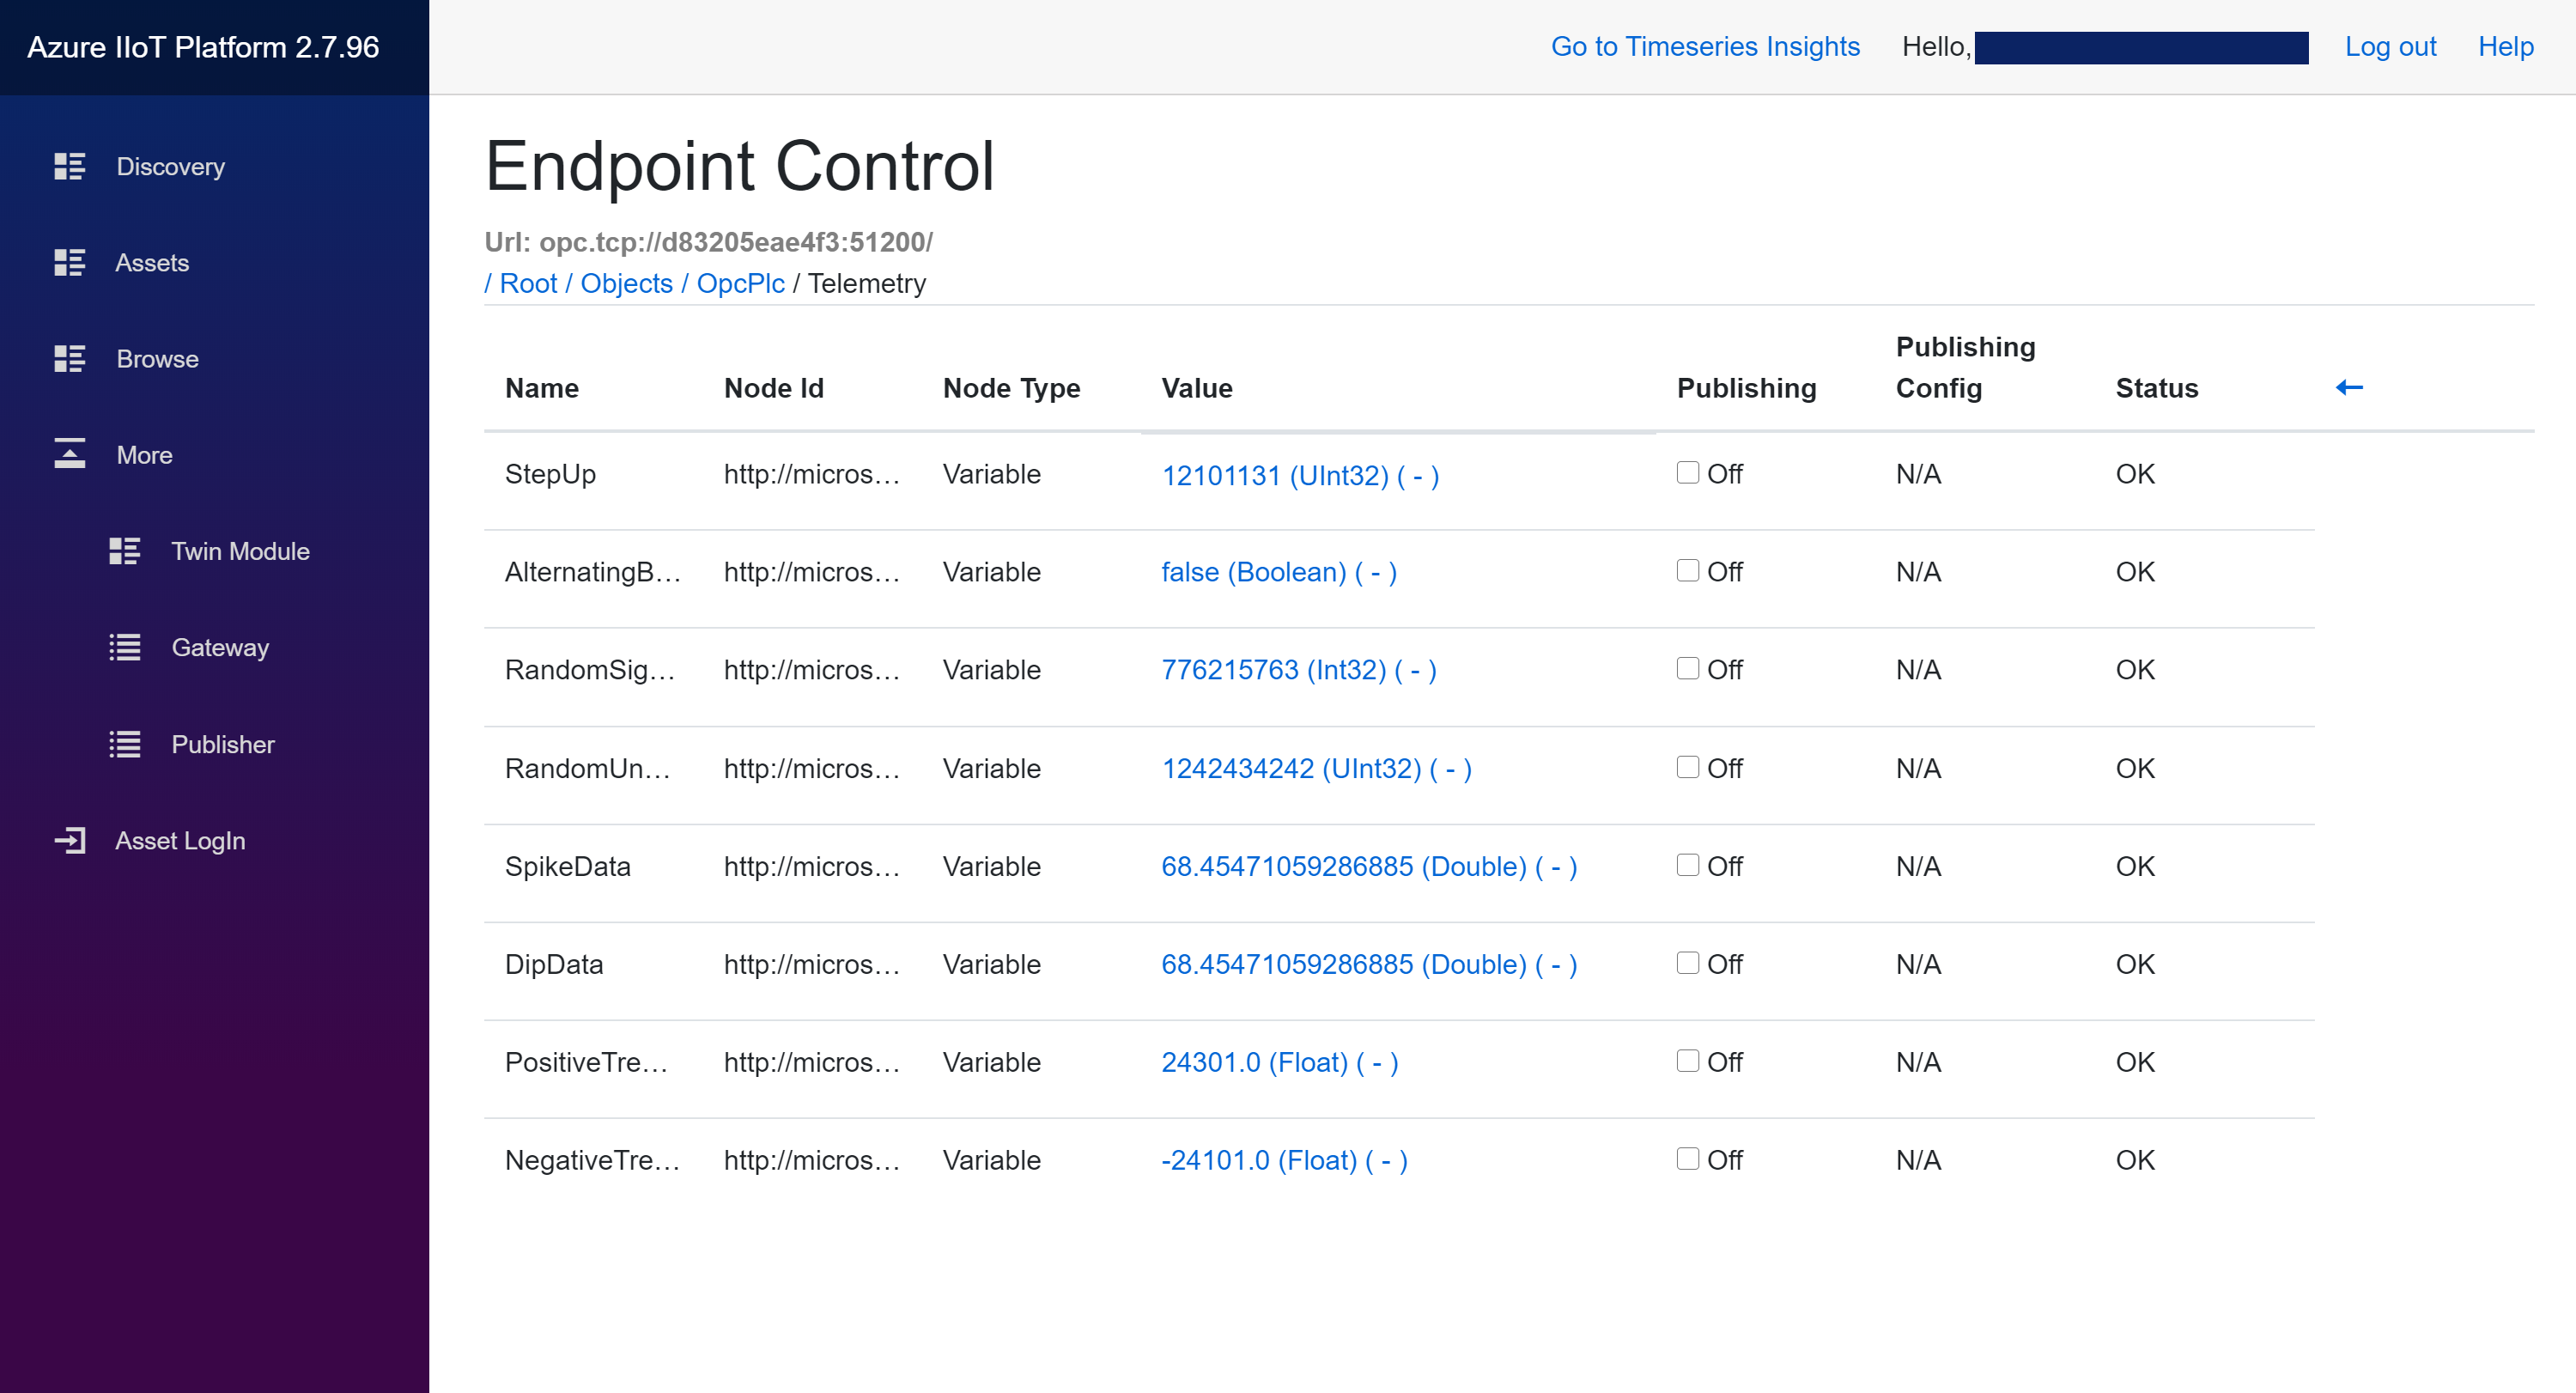 Azure IIoT Platform 2.7.96
Go to Timeseries Insights Hello, Log out Help
Discovery
Assets
Browse
More
Twin Module
Gateway
Publisher
Asset LogIn
Endpoint Control
Url: opc.tcp://d83205eae4f3:51200/
/ Root / Objects / OpcPlc / Telemetry
Name Node Id Node Type Value Publishing Publishing Config Status
StepUp http://micros… Variable 12101131 (UInt32) ( - ) Off N/A OK
AlternatingB… http://micros… Variable false (Boolean) ( - ) Off N/A OK
RandomSig… http://micros… Variable 776215763 (Int32) ( - ) Off N/A OK
RandomUn… http://micros… Variable 1242434242 (UInt32) ( - ) Off N/A OK
SpikeData http://micros… Variable 68.45471059286885 (Double) ( - ) Off N/A OK
DipData http://micros… Variable 68.45471059286885 (Double) ( - ) Off N/A OK
PositiveTre… http://micros… Variable 24301.0 (Float) ( - ) Off N/A OK
NegativeTre… http://micros… Variable -24101.0 (Float) ( - ) Off N/A OK